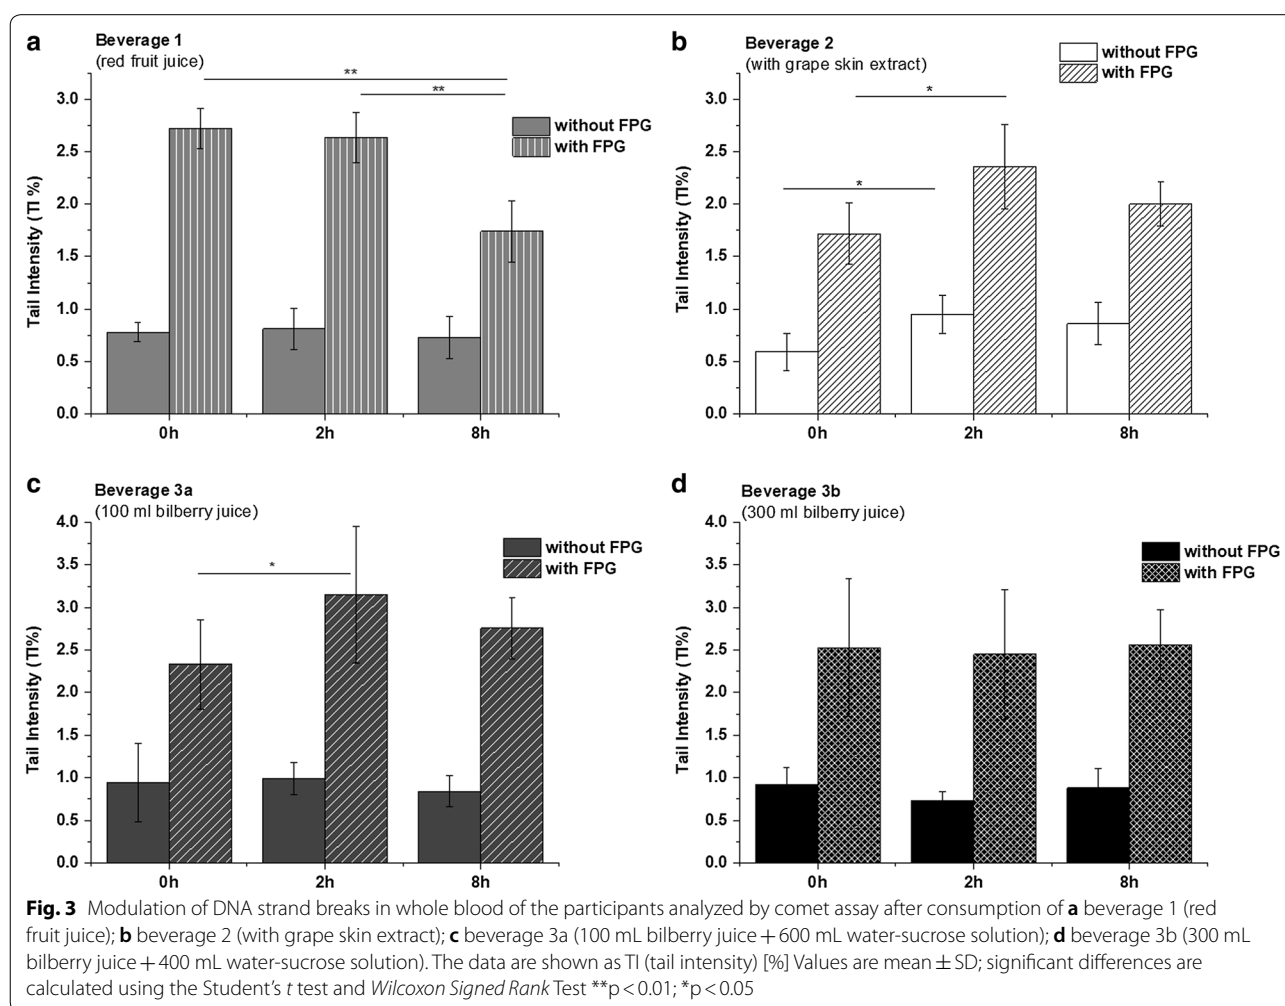 a
Beverage 1
(red fruit juice)
**
**
without FPG
with FPG
Tail Intensity (TI %)
3.0
2.5
2.0
1.5
1.0
0.5
0.0
0h
2h
8h
b
Beverage 2
(with grape skin extract)
without FPG
with FPG
*
*
Tail Intensity (TI%)
3.0
2.5
2.0
1.5
1.0
0.5
0.0
0h
2h
8h
c
Beverage 3a
(100 ml bilberry juice)
without FPG
with FPG
*
Tail Intensity (TI%)
4.0
3.5
3.0
2.5
2.0
1.5
1.0
0.5
0.0
0h
2h
8h
d
Beverage 3b
(300 ml bilberry juice)
without FPG
with FPG
Tail Intensity (TI%)
4.0
3.5
3.0
2.5
2.0
1.5
1.0
0.5
0.0
0h
2h
8h
Fig. 3 Modulation of DNA strand breaks in whole blood of the participants analyzed by comet assay after consumption of a beverage 1 (red
fruit juice); b beverage 2 (with grape skin extract); c beverage 3a (100 mL bilberry juice + 600 mL water-sucrose solution); d beverage 3b (300 mL
bilberry juice + 400 mL water-sucrose solution). The data are shown as TI (tail intensity) [%] Values are mean ± SD; significant differences are
calculated using the Student's t test and Wilcoxon Signed Rank Test **p < 0.01; *p < 0.05